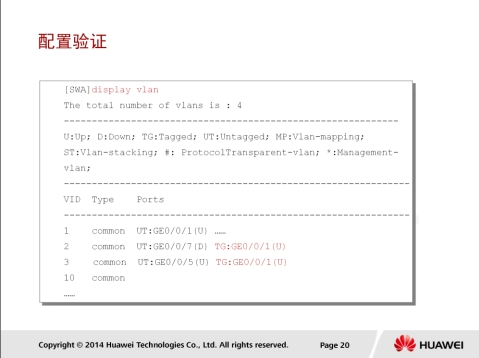 配置验证
[SWA]display vlan
The total number of vlans is : 4
----------------------------------------------------------------
U:Up; D:Down; TG:Tagged; UT:Untagged; MP:Vlan-mapping;
ST:Vlan-stacking; #: ProtocolTransparent-vlan; *:Management-
vlan;
------------------------------------------------------------------
VID Type Ports
------------------------------------------------------------------
1 common UT:GE0/0/1(U) ……
2 common UT:GE0/0/7(D) TG:GE0/0/1(U)
3 common UT:GE0/0/5(U) TG:GE0/0/1(U)
10 common
……
Copyright © 2014 Huawei Technologies Co., Ltd. All rights reserved. Page 20 HUAWEI